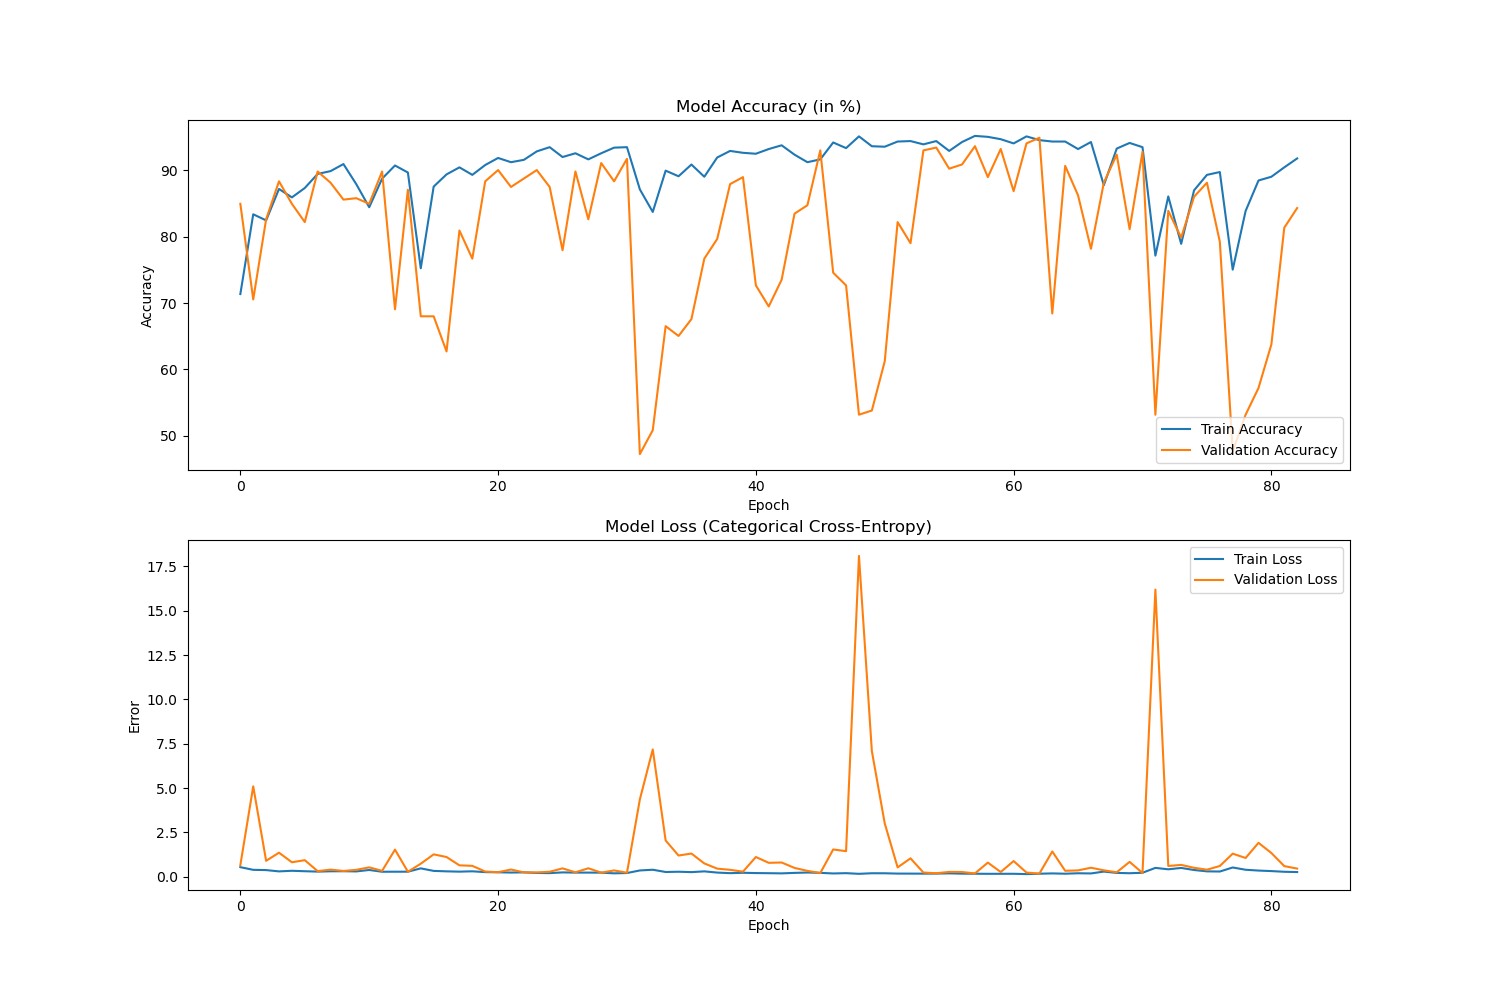 Model Accuracy (in %)
90
80
70
60
50
Accuracy
Train Accuracy
Validation Accuracy
0 20 40 60 80
Epoch
Model Loss (Categorical Cross-Entropy)
17.5
15.0
12.5
10.0
7.5
5.0
2.5
0.0
Error
Train Loss
Validation Loss
0 20 40 60 80
Epoch